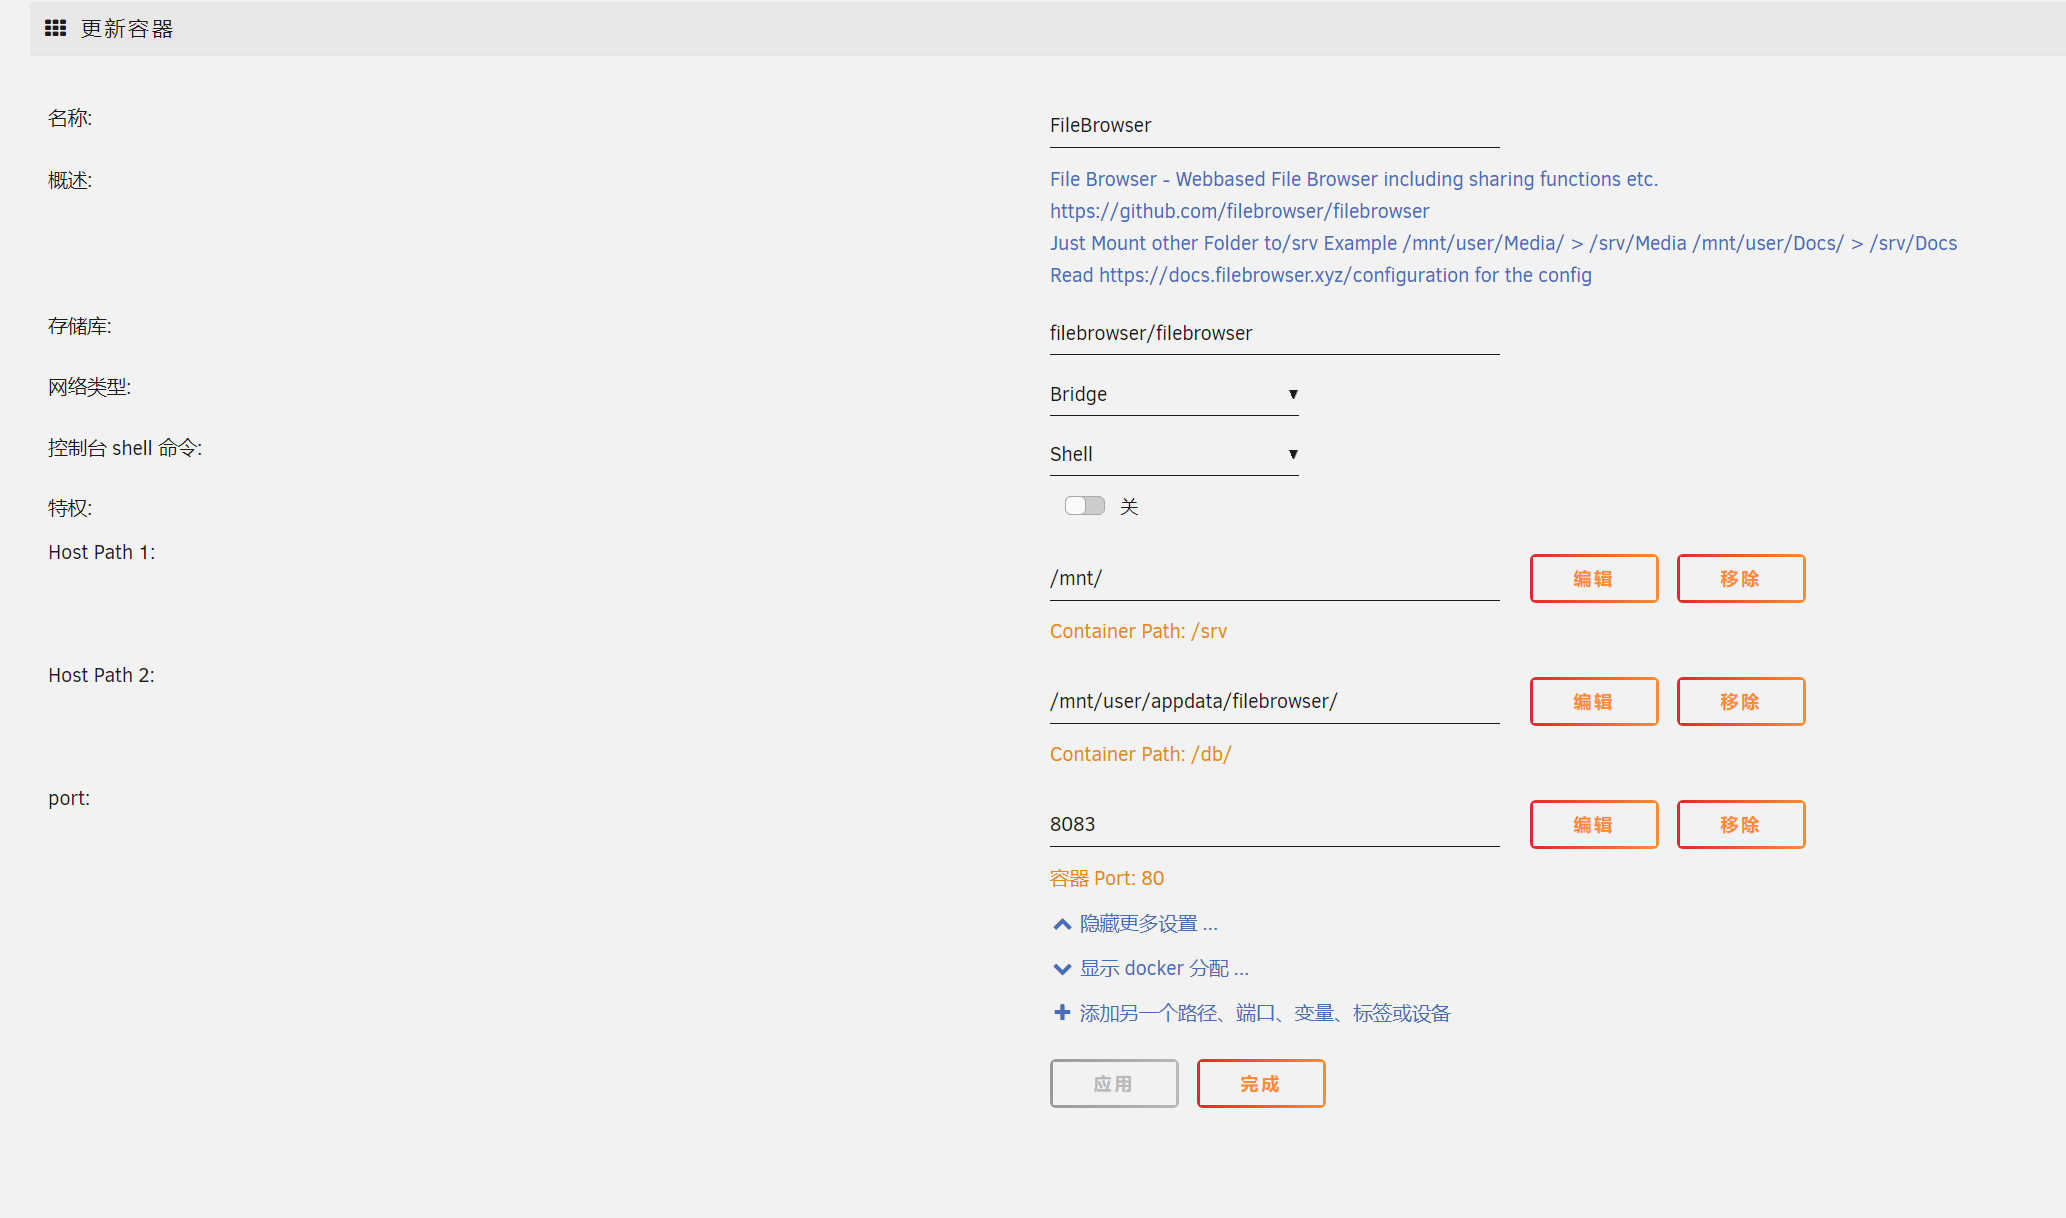 更新容器
名称:
FileBrowser
概述:
File Browser - Webbased File Browser including sharing functions etc.
https://github.com/filebrowser/filebrowser
Just Mount other Folder to/srv Example /mnt/user/Media/ > /srv/Media /mnt/user/Docs/ > /srv/Docs
Read https://docs.filebrowser.xyz/configuration for the config
存储库:
filebrowser/filebrowser
网络类型:
Bridge
控制台 shell 命令:
Shell
特权:
关
Host Path 1:
/mnt/
编辑
移除
Container Path: /srv
Host Path 2:
/mnt/user/appdata/filebrowser/
编辑
移除
Container Path: /db/
port:
8083
编辑
移除
容器 Port: 80
隐藏更多设置 ...
显示 docker 分配 ...
添加另一个路径、端口、变量、标签或设备
应用
完成